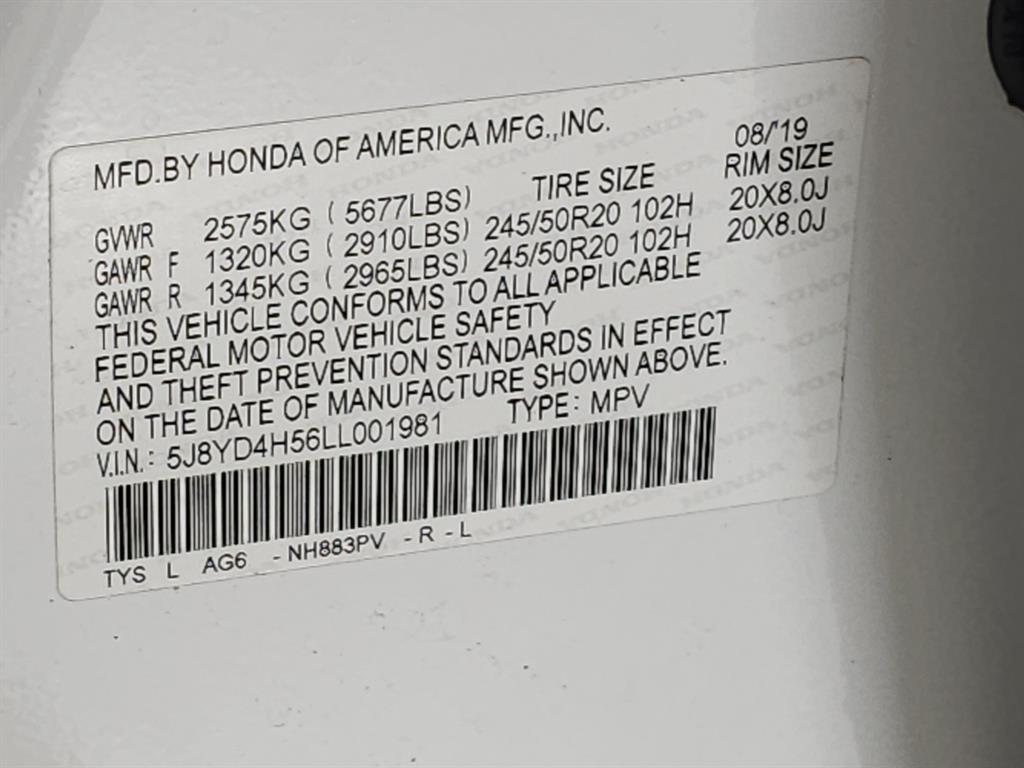 MFD.BY HONDA OF AMERICA MFG.,INC. 08/'19
TIRE SIZE RIM SIZE
GVWR 2575KG ( 5677LBS)
GAWR F 1320KG ( 2910LBS) 245/50R20 102H 20X8.0J
GAWR R 1345KG ( 2965LBS) 245/50R20 102H 20X8.0J
THIS VEHICLE CONFORMS TO ALL APPLICABLE
FEDERAL MOTOR VEHICLE SAFETY
AND THEFT PREVENTION STANDARDS IN EFFECT
ON THE DATE OF MANUFACTURE SHOWN ABOVE.
V.I.N.: 5J8YD4H56LL001981 TYPE: MPV
TYS L AG6 -NH883PV -R -L